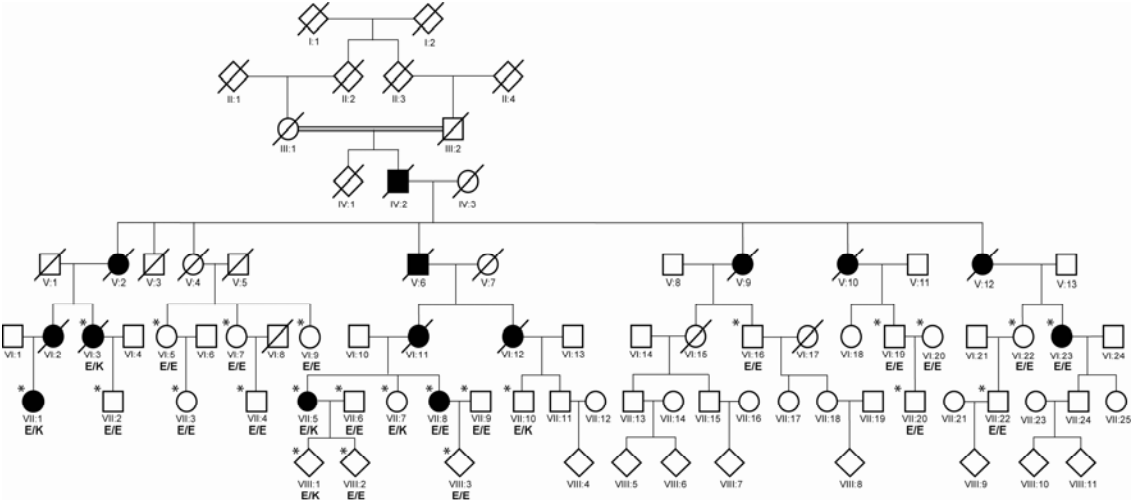 I:1 I:2
II:1 II:2 II:3 II:4
III:1 III:2
IV:1 IV:2 IV:3
V:1 V:2 V:3 V:4 V:5 V:6 V:7 V:8 V:9 V:10 V:11 V:12 V:13
* * * * * * * * *
VI:1 VI:2 VI:3 VI:4 VI:5 VI:6 VI:7 VI:8 VI:9 VI:10 VI:11 VI:12 VI:13 VI:14 VI:15 VI:16 VI:17 VI:18 VI:19 VI:20 VI:21 VI:22 VI:23 VI:24
E/K E/E E/E E/E E/E E/E E/E E/E E/E
* * * * * * * * * * * *
VII:1 VII:2 VII:3 VII:4 VII:5 VII:6 VII:7 VII:8 VII:9 VII:10 VII:11 VII:12 VII:13 VII:14 VII:15 VII:16 VII:17 VII:18 VII:19 VII:20 VII:21 VII:22 VII:23 VII:24 VII:25
E/K E/E E/E E/E E/K E/E E/K E/E E/E E/K E/E E/E
* * *
VIII:1 VIII:2 VIII:3 VIII:4 VIII:5 VIII:6 VIII:7 VIII:8 VIII:9 VIII:10 VIII:11
E/K E/E E/E